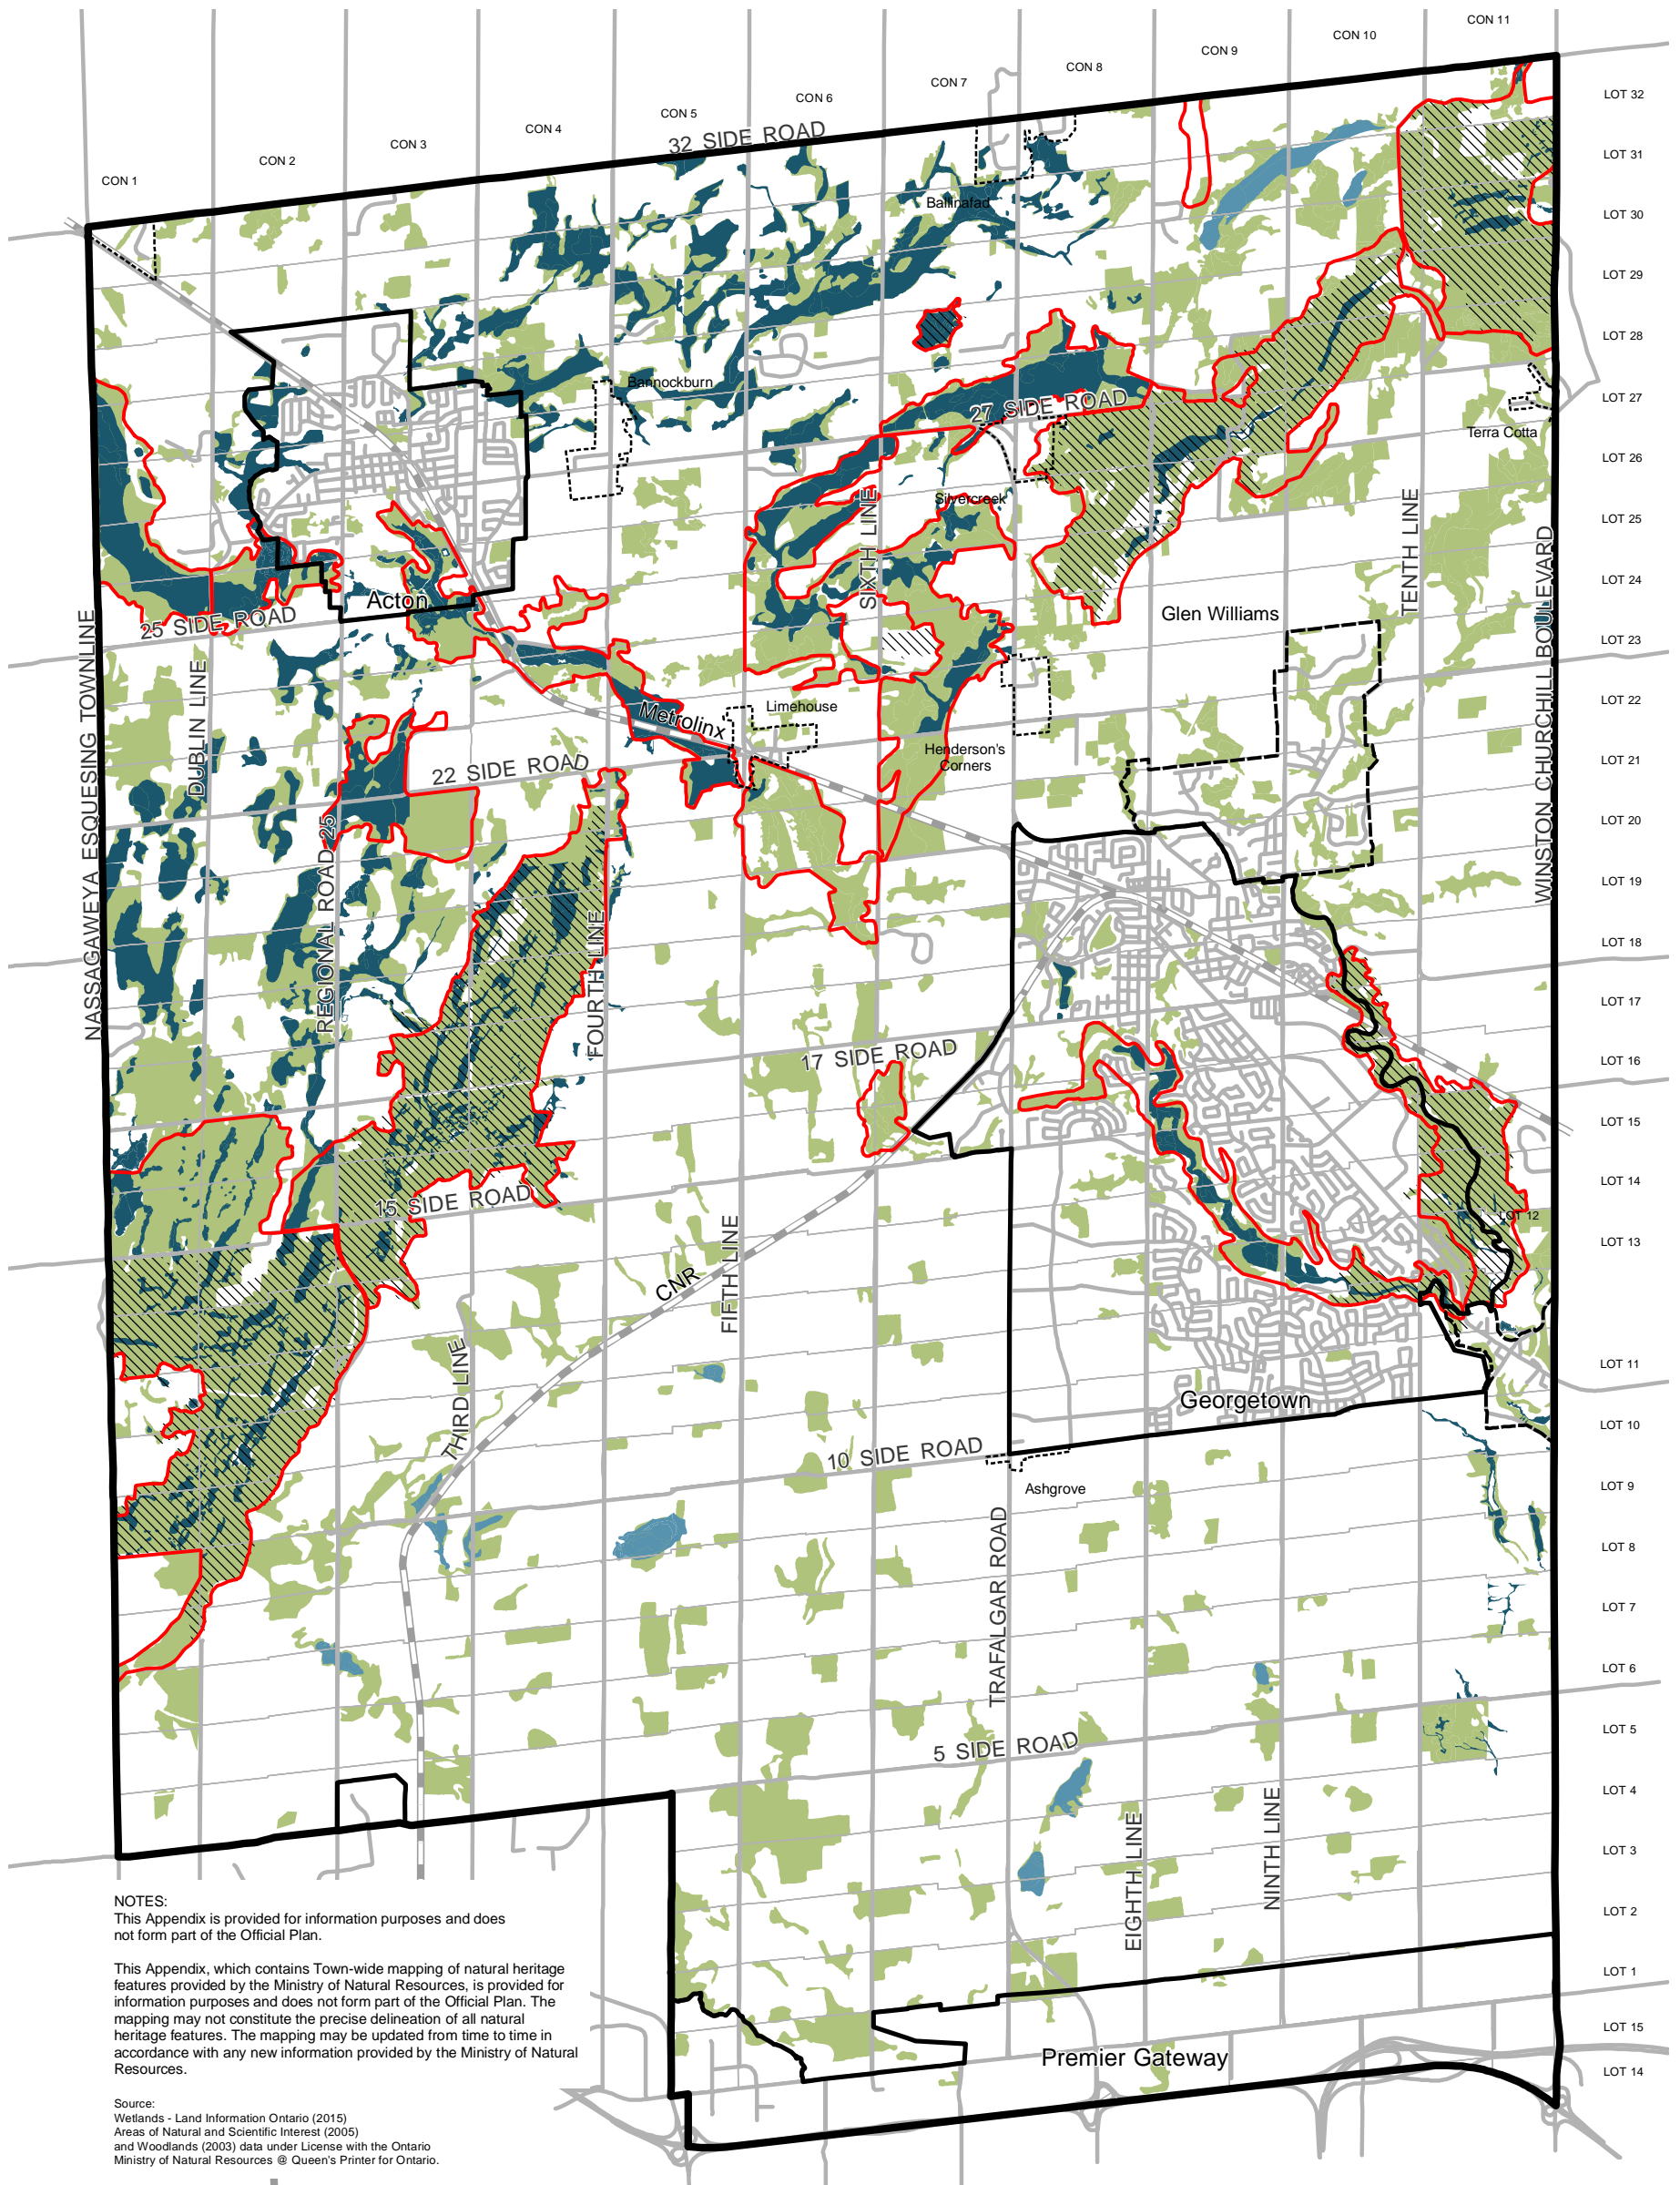 CON 11
CON 10
CON 9
CON 8
CON 7
CON 6
CON 5
CON 4
CON 3
CON 2
CON 1
32 SIDE ROAD
LOT 32
LOT 31
LOT 30
LOT 29
LOT 28
LOT 27
LOT 26
LOT 25
LOT 24
LOT 23
LOT 22
LOT 21
LOT 20
LOT 19
LOT 18
LOT 17
LOT 16
LOT 15
LOT 14
LOT 13
LOT 12
LOT 11
LOT 10
LOT 9
LOT 8
LOT 7
LOT 6
LOT 5
LOT 4
LOT 3
LOT 2
LOT 1
LOT 15
LOT 14
Ballinafad
Bannockburn
27 SIDE ROAD
Terra Cotta
Silvercreek
SIXTH LINE
TENTH LINE
WINSTON CHURCHILL BOULEVARD
Acton
25 SIDE ROAD
Glen Williams
NASSAGAWEYA ESQUESING TOWNLINE
DUBLIN LINE
Metrolinx
Limehouse
Henderson's
Corners
22 SIDE ROAD
REGIONAL ROAD 25
FOURTH LINE
17 SIDE ROAD
15 SIDE ROAD
CNR
FIFTH LINE
THIRD LINE
Georgetown
10 SIDE ROAD
Ashgrove
TRAFALGAR ROAD
5 SIDE ROAD
EIGHTH LINE
NINTH LINE
Premier Gateway
NOTES:
This Appendix is provided for information purposes and does
not form part of the Official Plan.
This Appendix, which contains Town-wide mapping of natural heritage
features provided by the Ministry of Natural Resources, is provided for
information purposes and does not form part of the Official Plan. The
mapping may not constitute the precise delineation of all natural
heritage features. The mapping may be updated from time to time in
accordance with any new information provided by the Ministry of Natural
Resources.
Source:
Wetlands - Land Information Ontario (2015)
Areas of Natural and Scientific Interest (2005)
and Woodlands (2003) data under License with the Ontario
Ministry of Natural Resources @ Queen's Printer for Ontario.